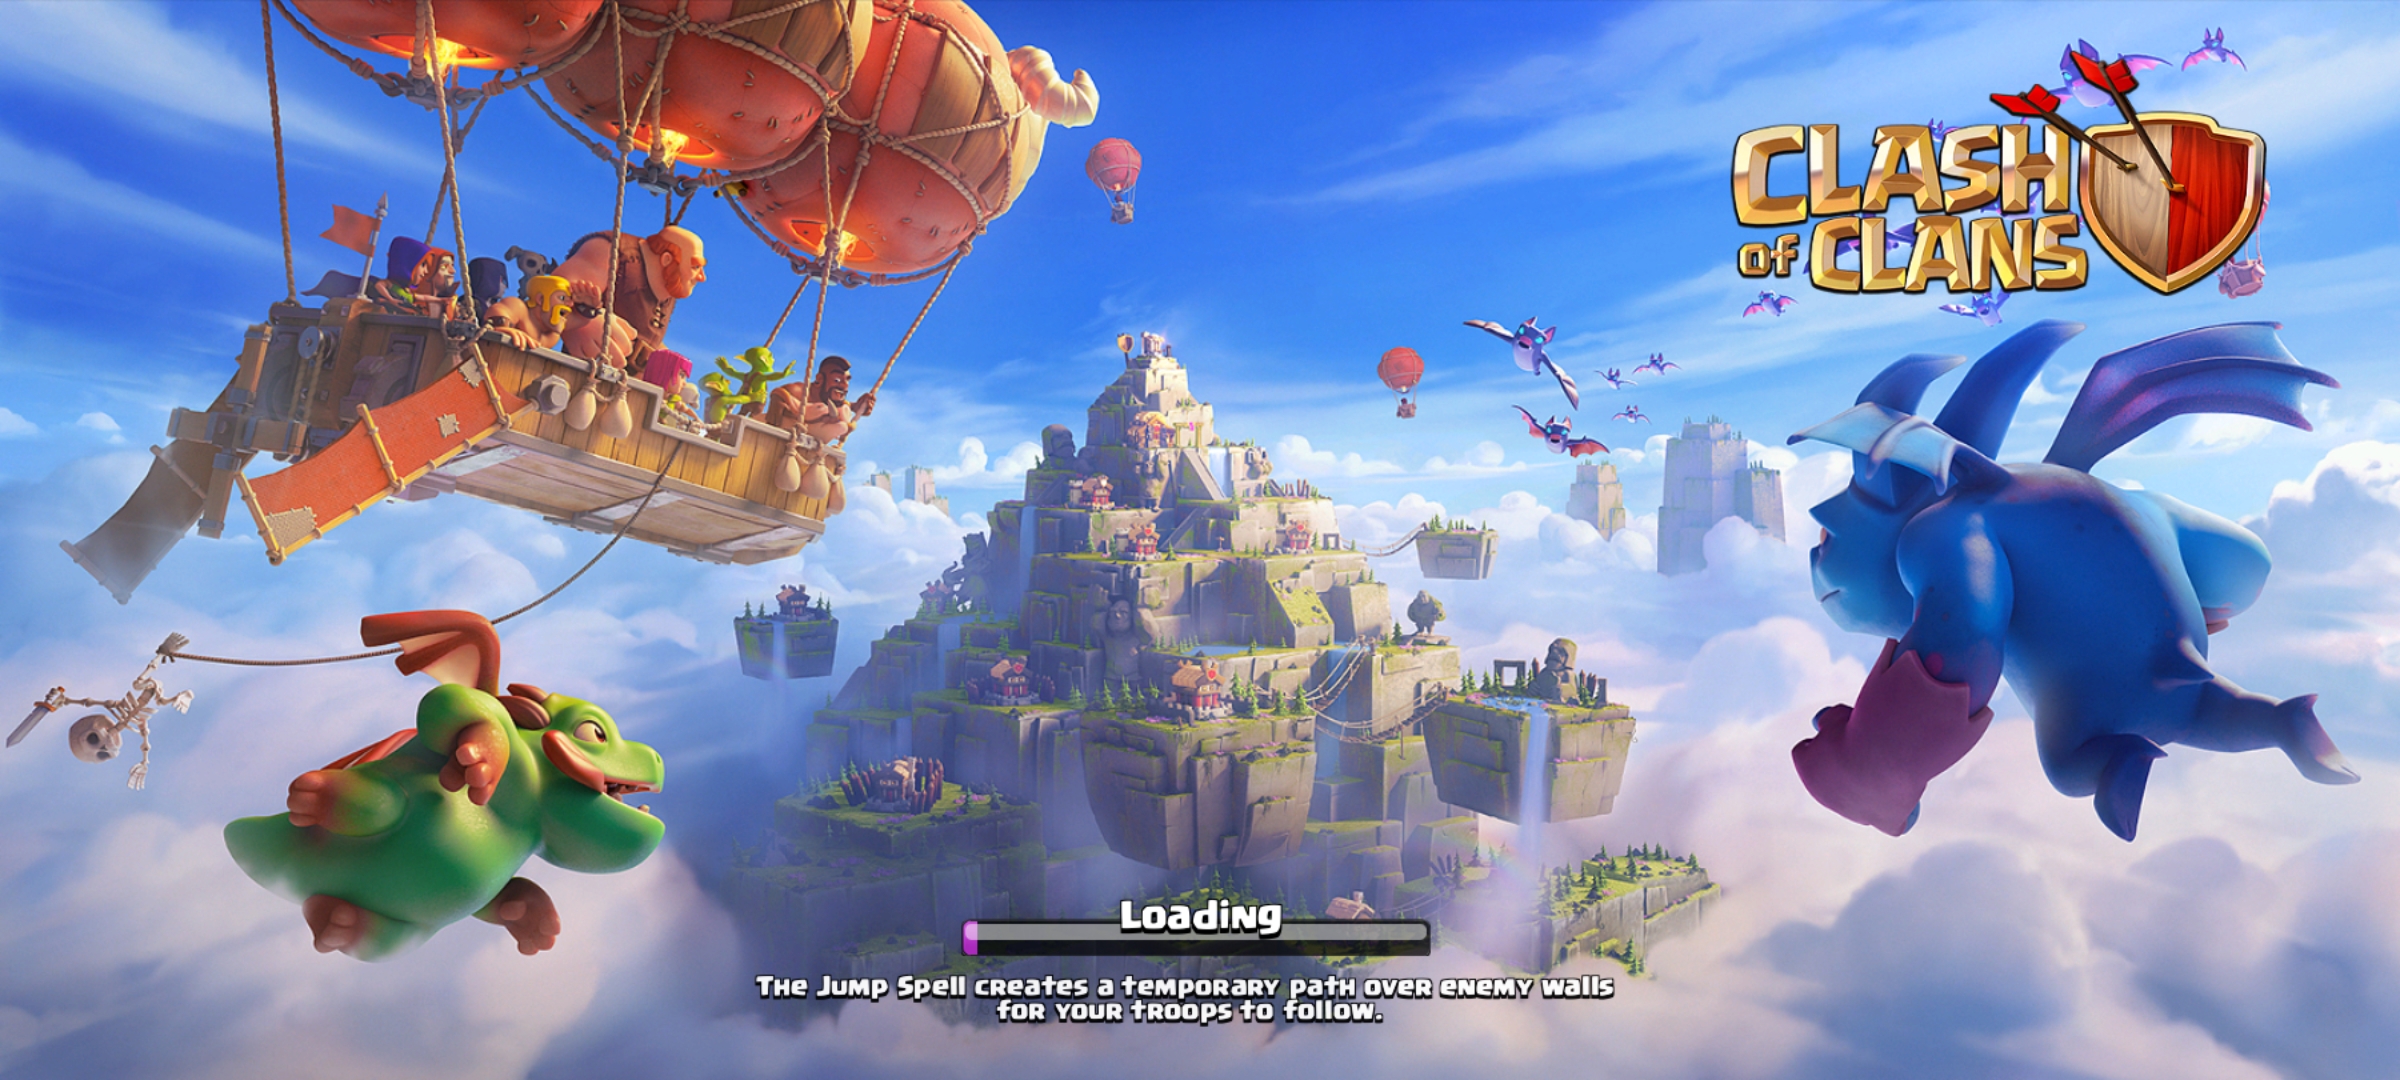 CLASH
OF CLANS
Loading
The Jump Spell creates a temporary path over enemy walls
for your troops to follow.